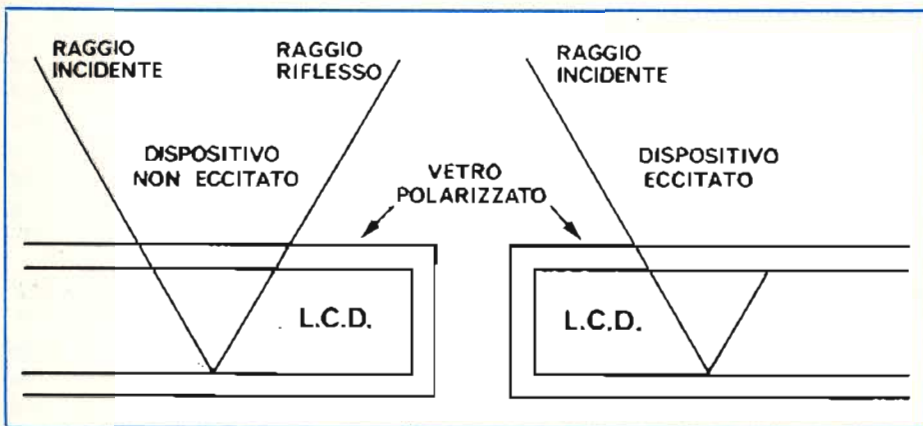 RAGGIO
INCIDENTE
RAGGIO
RIFLESSO
RAGGIO
INCIDENTE
DISPOSITIVO
NON ECCITATO
VETRO
POLARIZZATO
DISPOSITIVO
ECCITATO
L.C.D.
L.C.D.